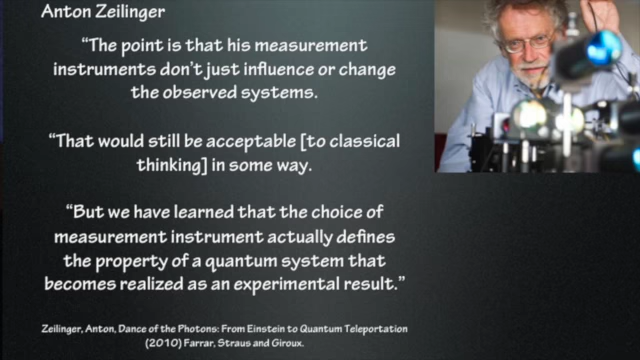 Anton Zeilinger
“The point is that his measurement
instruments don’t just influence or change
the observed systems.
“That would still be acceptable [to classical
thinking] in some way.
“But we have learned that the choice of
measurement instrument actually defines
the property of a quantum system that
becomes realized as an experimental result.”
Zeilinger, Anton, Dance of the Photons: From Einstein to Quantum Teleportation
(2010) Farrar, Straus and Giroux.